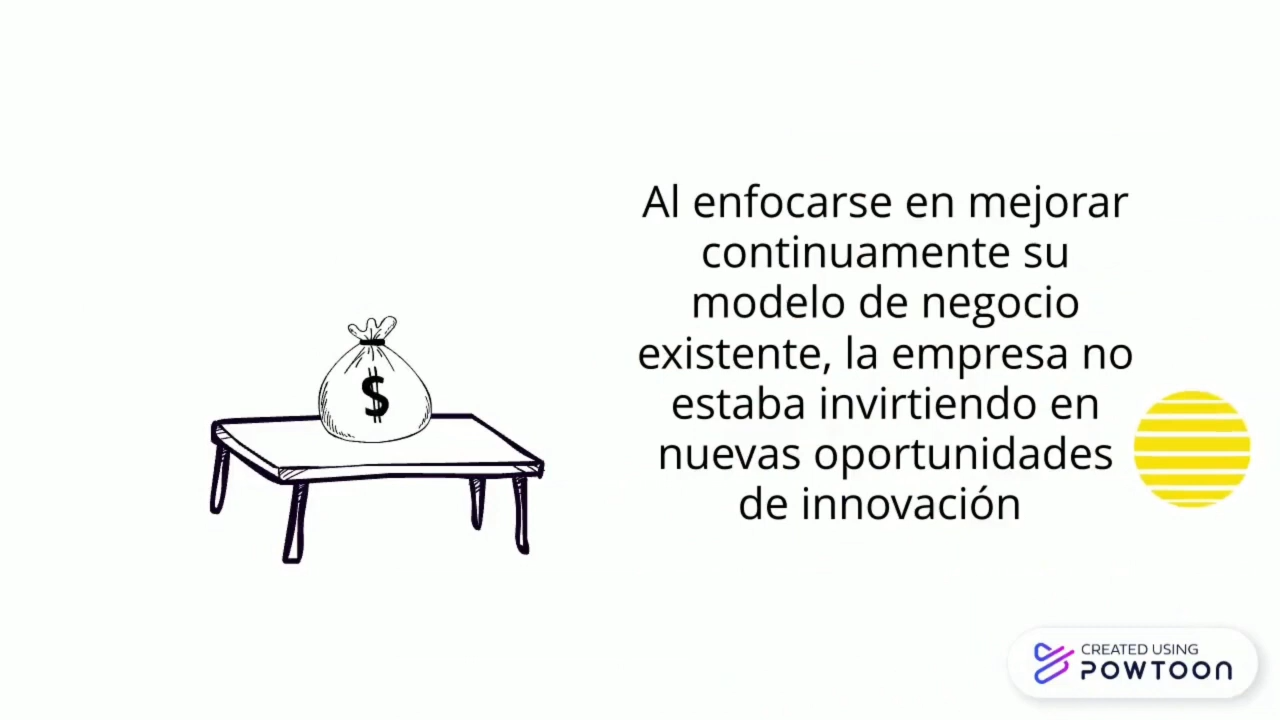 Al enfocarse en mejorar
continuamente su
modelo de negocio
existente, la empresa no
estaba invirtiendo en
nuevas oportunidades
de innovación
$
CREATED USING
POWTOON